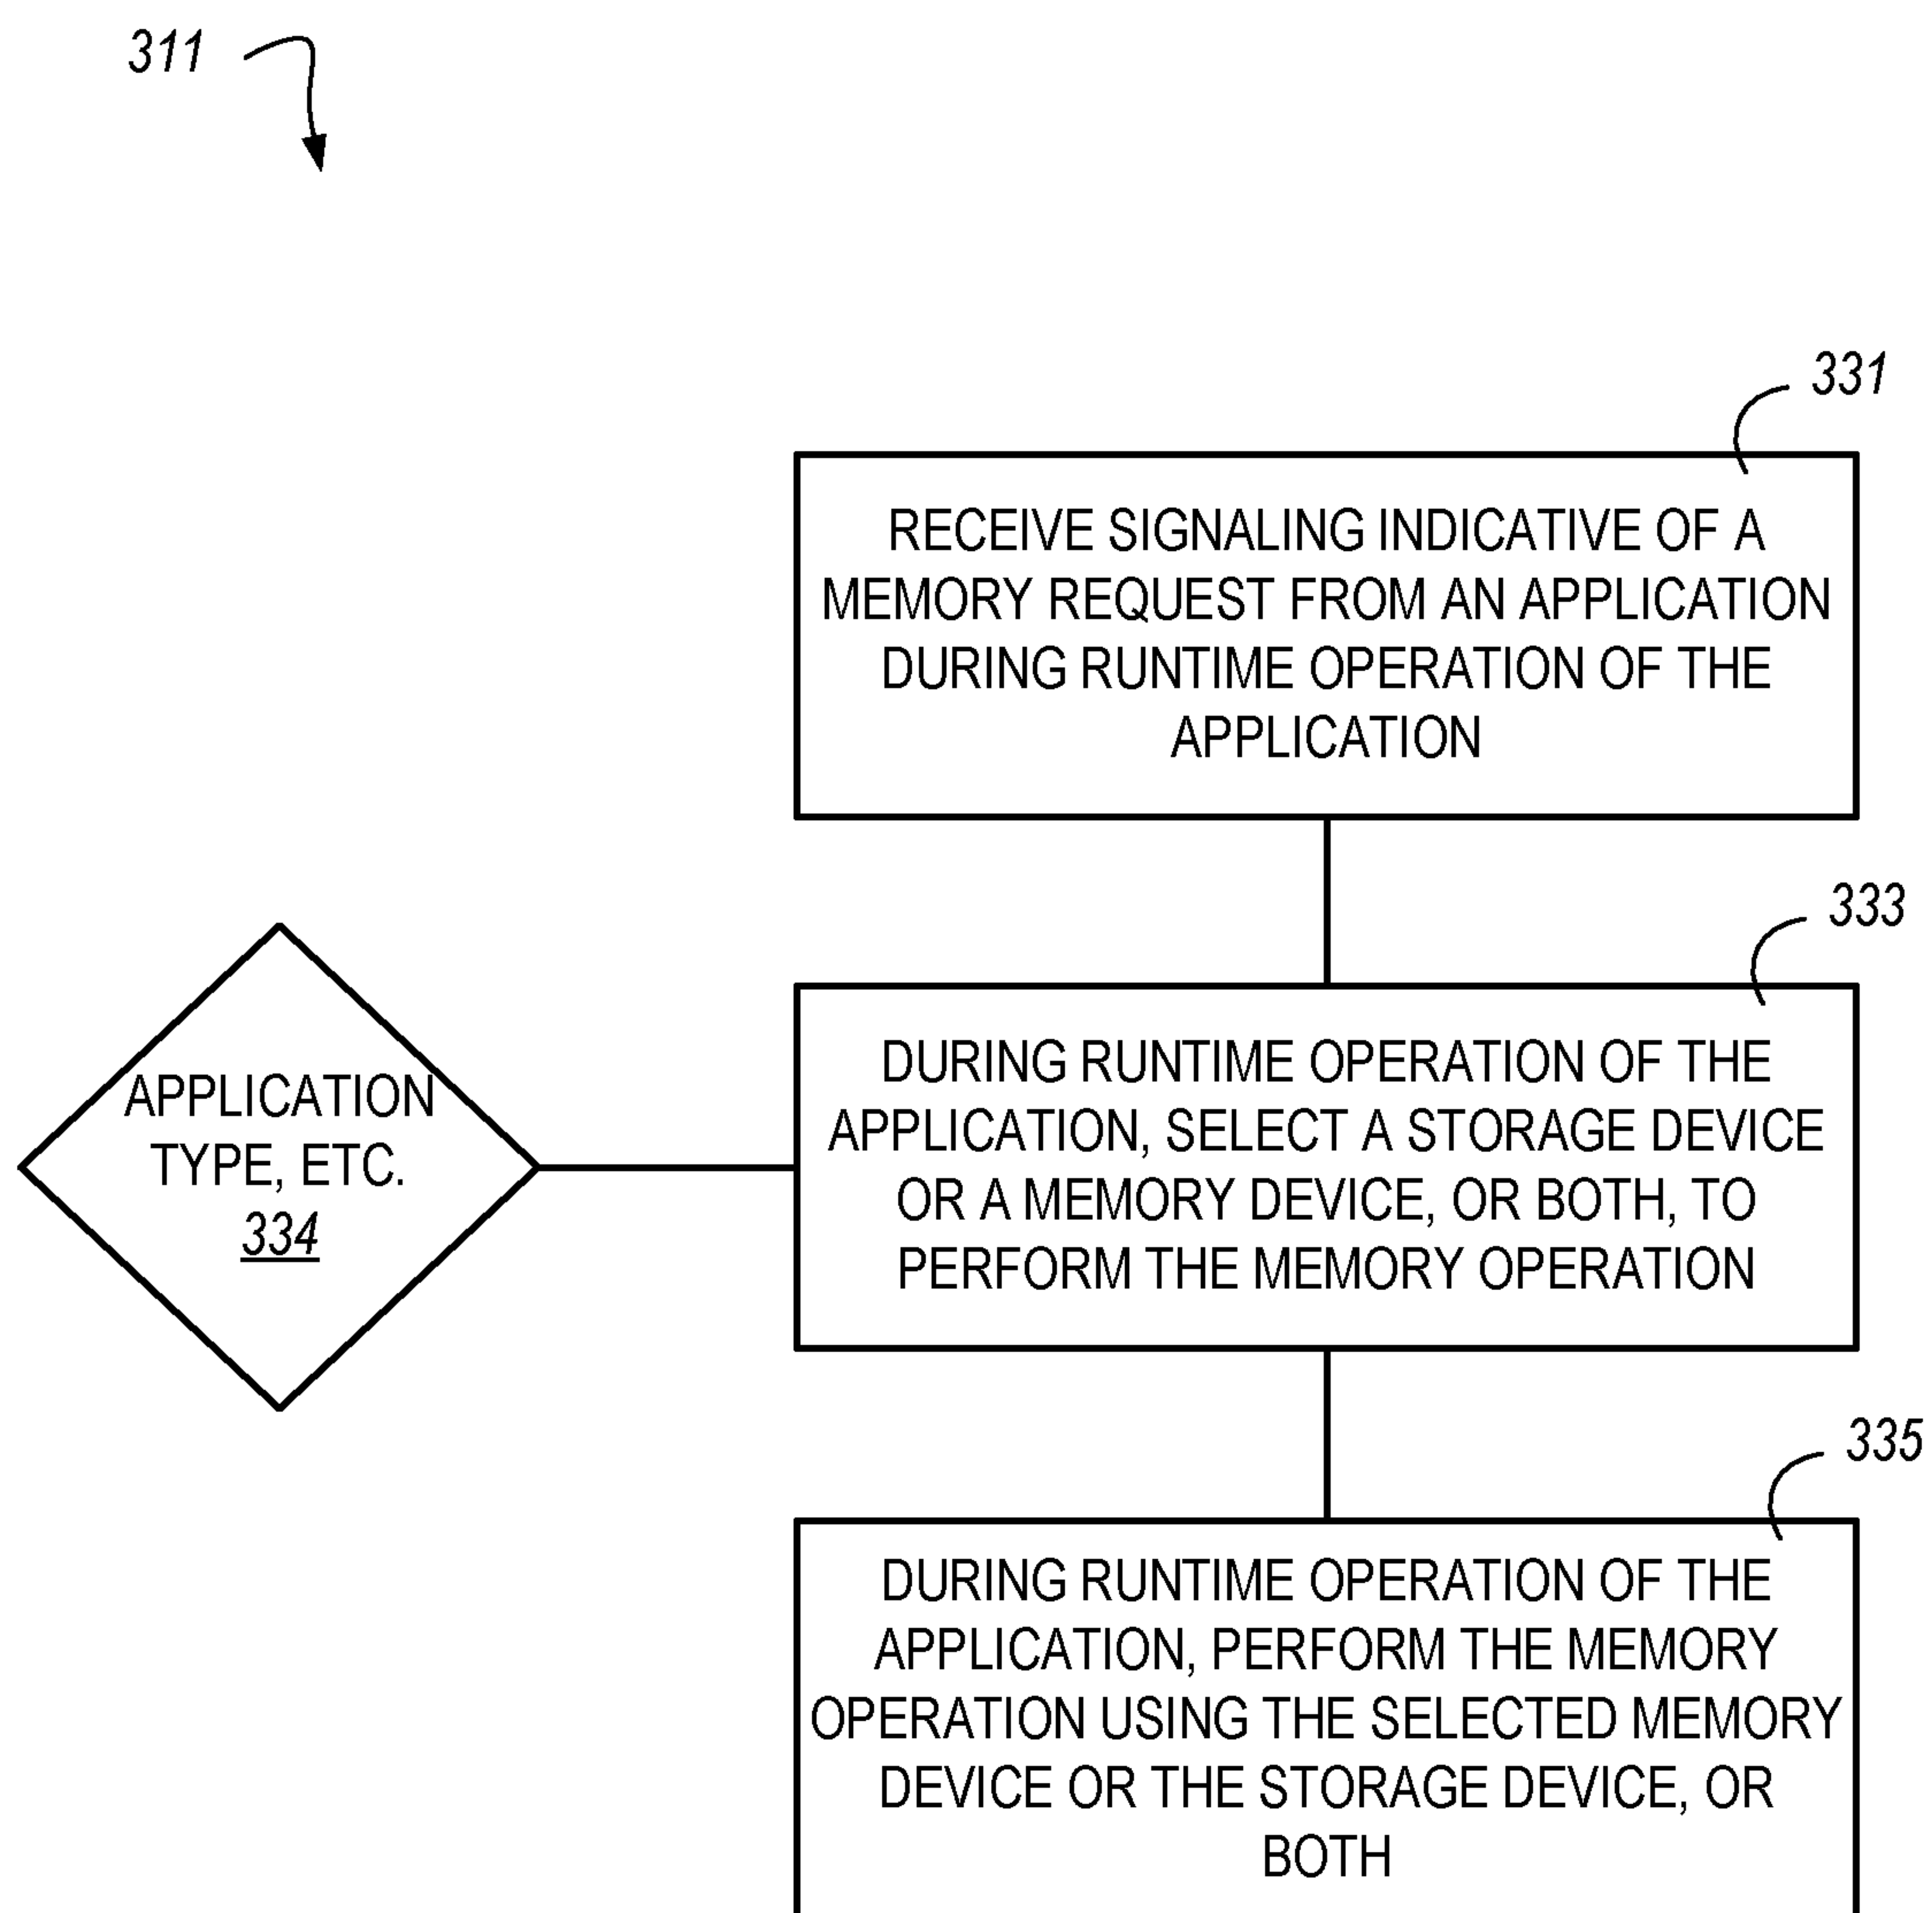 311
331
RECEIVE SIGNALING INDICATIVE OF A
MEMORY REQUEST FROM AN APPLICATION
DURING RUNTIME OPERATION OF THE
APPLICATION
333
DURING RUNTIME OPERATION OF THE
APPLICATION, SELECT A STORAGE DEVICE
OR A MEMORY DEVICE, OR BOTH, TO
PERFORM THE MEMORY OPERATION
APPLICATION
TYPE, ETC.
334
335
DURING RUNTIME OPERATION OF THE
APPLICATION, PERFORM THE MEMORY
OPERATION USING THE SELECTED MEMORY
DEVICE OR THE STORAGE DEVICE, OR
BOTH